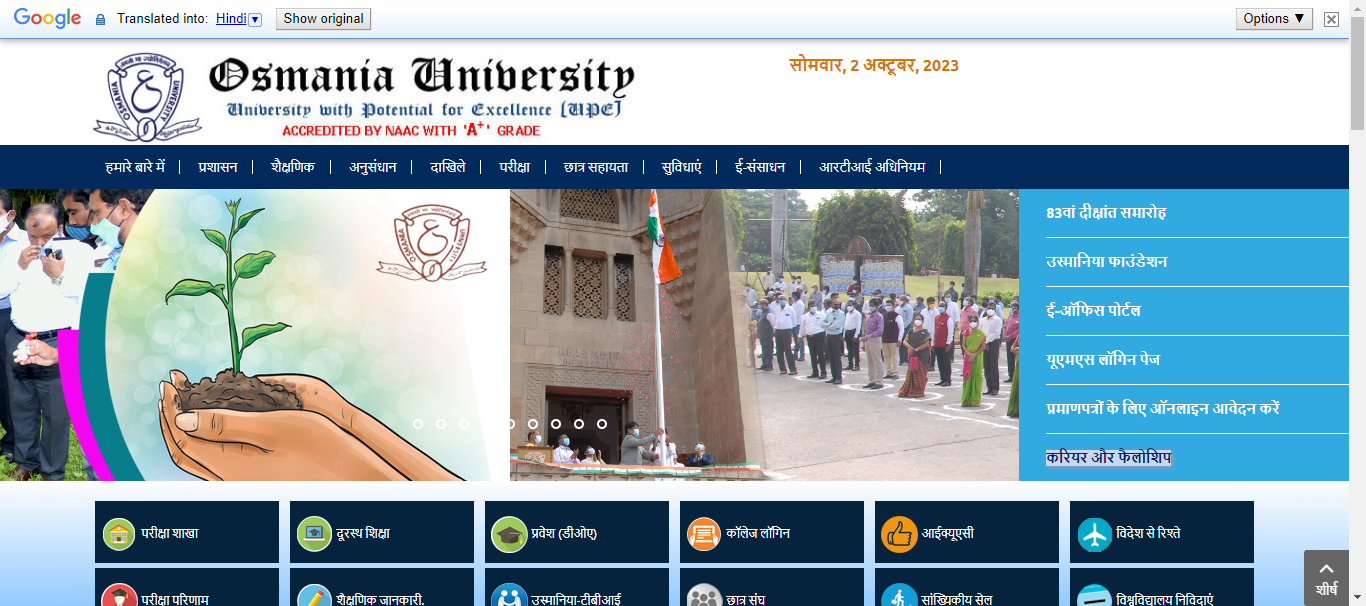 Google Translated into: Hindi Show original Options ▼
Osmania University
University with Potential for Excellence [UPE]
ACCREDITED BY NAAC WITH 'A+' GRADE
सोमवार, 2 अक्टूबर, 2023
हमारे बारे में
प्रशासन
शैक्षणिक
अनुसंधान
दाखिले
परीक्षा
छात्र सहायता
सुविधाएं
ई-संसाधन
आरटीआई अधिनियम
OSMANIA UNIVERSITY
83वां दीक्षांत समारोह
उस्मानिया फाउंडेशन
ई-ऑफिस पोर्टल
यूएमएस लॉगिन पेज
प्रमाणपत्रों के लिए ऑनलाइन आवेदन करें
करियर और फैलोशिप
परीक्षा शाखा
दूरस्थ शिक्षा
प्रवेश (डीओए)
कॉलेज लॉगिन
आईक्यूएसी
विदेश से रिश्ते
परीक्षा परिणाम
शैक्षणिक जानकारी.
उस्मानिया-टीबीआई
छात्र संघ
सांख्यिकीय सेल
विश्वविद्यालय निविदाएं
शीर्ष